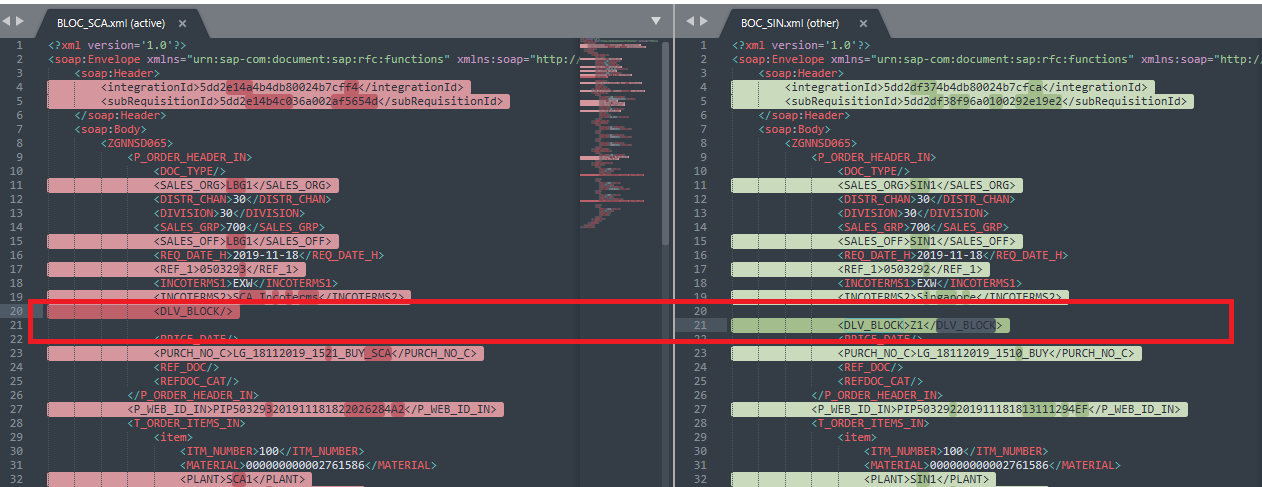 BLOC_SCA.xml (active)
1 <?xml version='1.0'?>
2 <soap:Envelope xmlns="urn:sap-com:document:sap:rfc:functions" xmlns:soap="http:/
3 <soap:Header>
4 <integrationId>5dd2e14a4b4db80024b7cff4</integrationId>
5 <subRequisitionId>5dd2e14b4c036a002af5654d</subRequisitionId>
6 </soap:Header>
7 <soap:Body>
8 <ZGNNSD065>
9 <P_ORDER_HEADER_IN>
10 <DOC_TYPE/>
11 <SALES_ORG>LBG1</SALES_ORG>
12 <DISTR_CHAN>30</DISTR_CHAN>
13 <DIVISION>30</DIVISION>
14 <SALES_GRP>700</SALES_GRP>
15 <SALES_OFF>LBG1</SALES_OFF>
16 <REQ_DATE_H>2019-11-18</REQ_DATE_H>
17 <REF_1>0503293</REF_1>
18 <INCOTERMS1>EXW</INCOTERMS1>
19 <INCOTERMS2>SCA Incoterms</INCOTERMS2>
20 <DLV_BLOCK/>
21
22 <PRICE_DATE/>
23 <PURCH_NO_C>LG_18112019_1521_BUY_SCA</PURCH_NO_C>
24 <REF_DOC/>
25 <REFDOC_CAT/>
26 </P_ORDER_HEADER_IN>
27 <P_WEB_ID_IN>PIP5032932019111818220262​84A2</P_WEB_ID_IN>
28 <T_ORDER_ITEMS_IN>
29 <item>
30 <ITM_NUMBER>100</ITM_NUMBER>
31 <MATERIAL>000000000002761586</MATERIAL>
32 <PLANT>SCA1</PLANT>
BOC_SIN.xml (other)
1 <?xml version='1.0'?>
2 <soap:Envelope xmlns="urn:sap-com:document:sap:rfc:functions" xmlns:soap="http:/
3 <soap:Header>
4 <integrationId>5dd2df374b4db80024b7cfca</integrationId>
5 <subRequisitionId>5dd2df38f96a0100292e19e2</subRequisitionId>
6 </soap:Header>
7 <soap:Body>
8 <ZGNNSD065>
9 <P_ORDER_HEADER_IN>
10 <DOC_TYPE/>
11 <SALES_ORG>SIN1</SALES_ORG>
12 <DISTR_CHAN>30</DISTR_CHAN>
13 <DIVISION>30</DIVISION>
14 <SALES_GRP>700</SALES_GRP>
15 <SALES_OFF>SIN1</SALES_OFF>
16 <REQ_DATE_H>2019-11-18</REQ_DATE_H>
17 <REF_1>0503292</REF_1>
18 <INCOTERMS1>EXW</INCOTERMS1>
19 <INCOTERMS2>Singapore</INCOTERMS2>
20
21 <DLV_BLOCK>Z1</DLV_BLOCK>
22 <PRICE_DATE/>
23 <PURCH_NO_C>LG_18112019_1510_BUY</PURCH_NO_C>
24 <REF_DOC/>
25 <REFDOC_CAT/>
26 </P_ORDER_HEADER_IN>
27 <P_WEB_ID_IN>PIP50329220191118181311​1294EF</P_WEB_ID_IN>
28 <T_ORDER_ITEMS_IN>
29 <item>
30 <ITM_NUMBER>100</ITM_NUMBER>
31 <MATERIAL>000000000002761586</MATERIAL>
32 <PLANT>SIN1</PLANT>